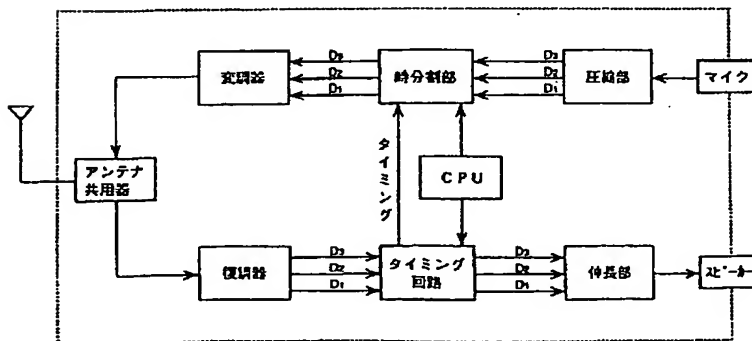 D3
D3
変調器
D2
時分割部
D2
圧縮部
マイク
D1
D1
タイミング
アンテナ
共用器
CPU
復調器
D3
D2
D1
タイミング
回路
D3
D2
D1
伸長部
スピーカー